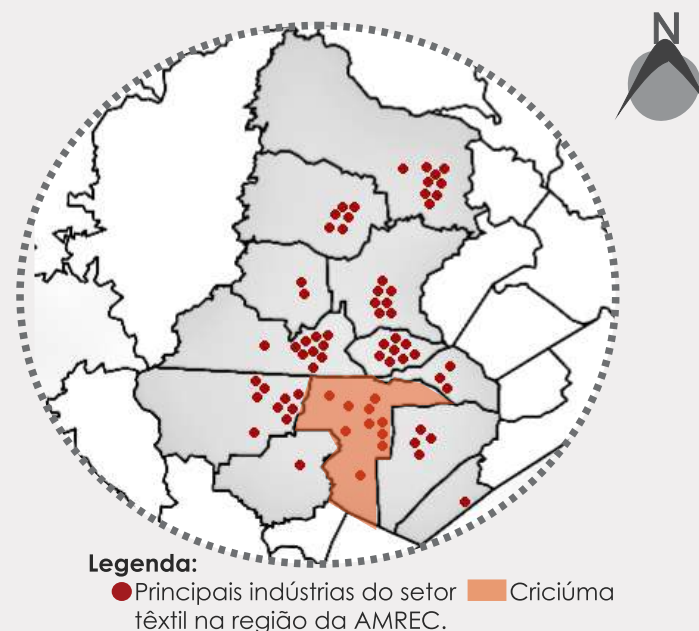 N
Legenda:
Principais indústrias do setor
têxtil na região da AMREC.
Criciúma